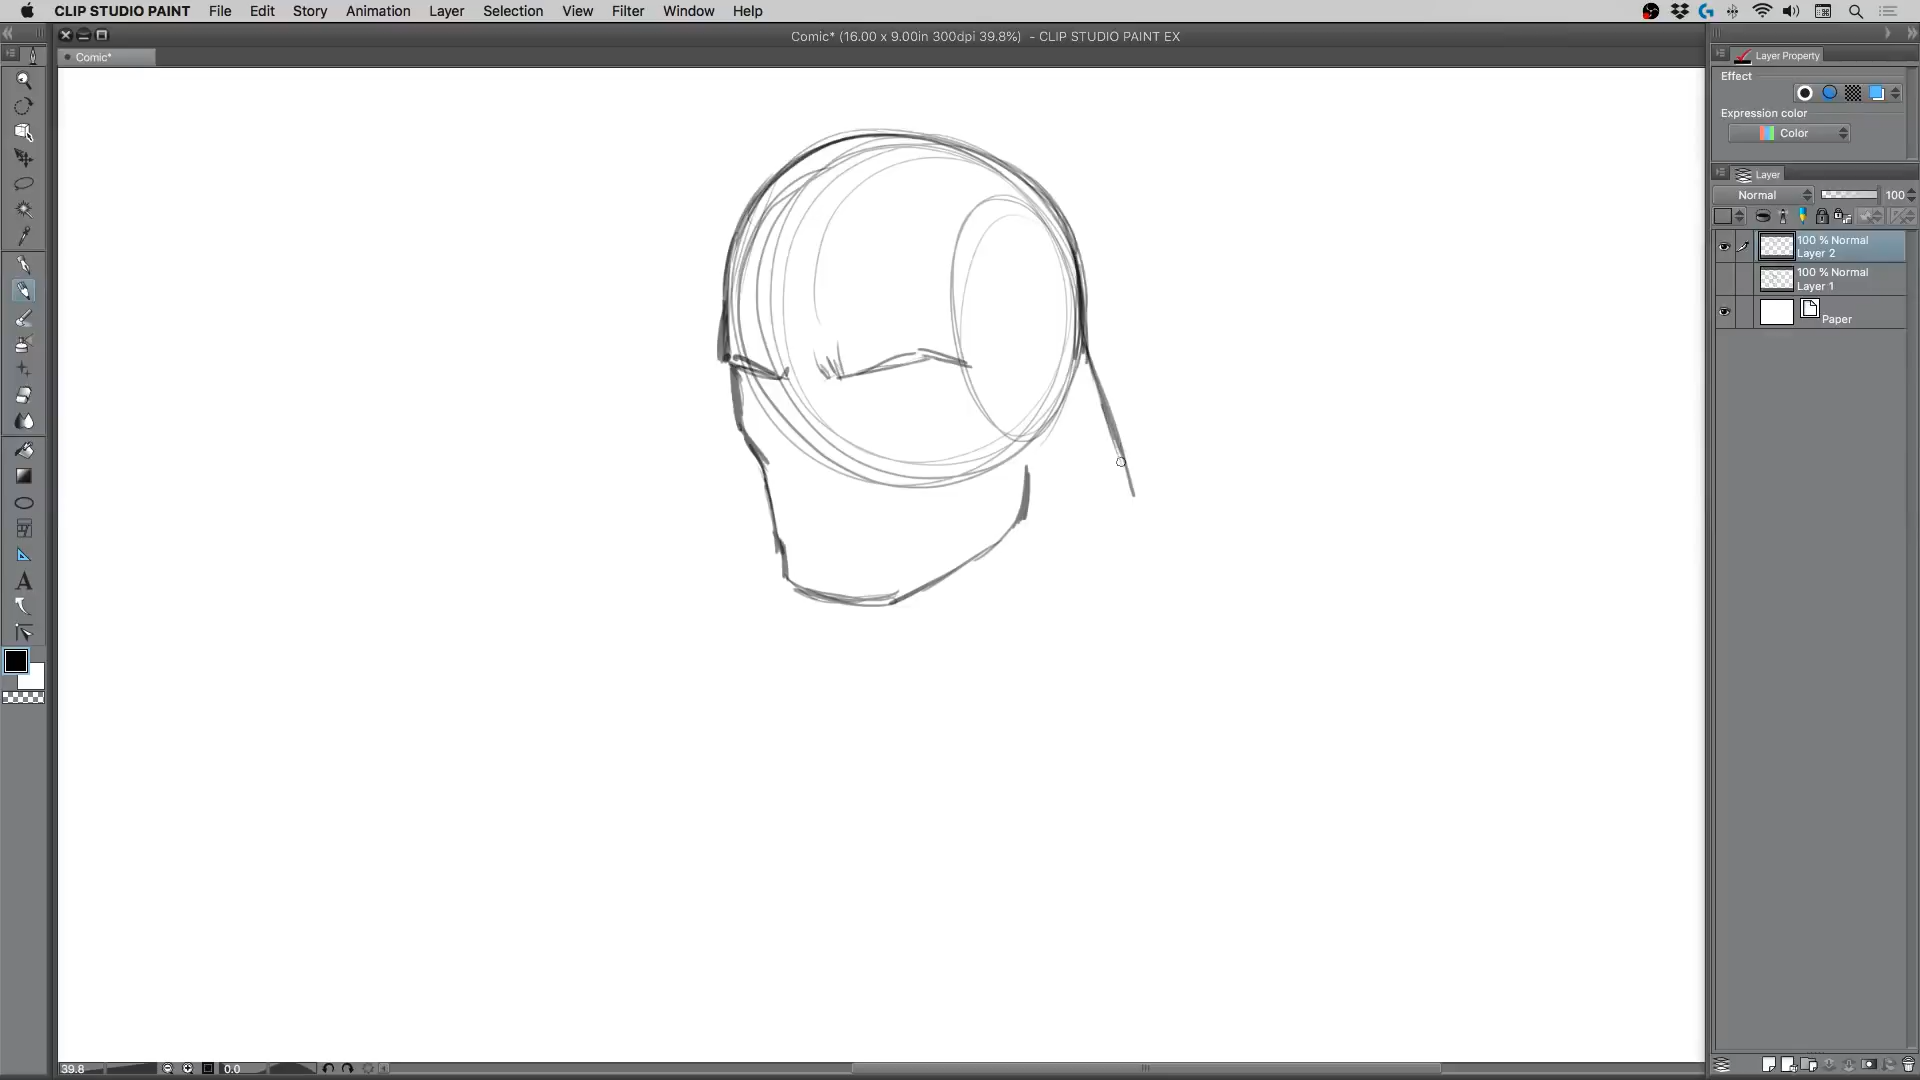 CLIP STUDIO PAINT File Edit Story Animation Layer Selection View Filter Window Help
Comic* (16.00 x 9.00in 300dpi 39.8%) - CLIP STUDIO PAINT EX
Comic*
Layer Property
Effect
Expression color
Color
Layer
Normal 100
100 % Normal
Layer 2
100 % Normal
Layer 1
Paper
39.8 0.0